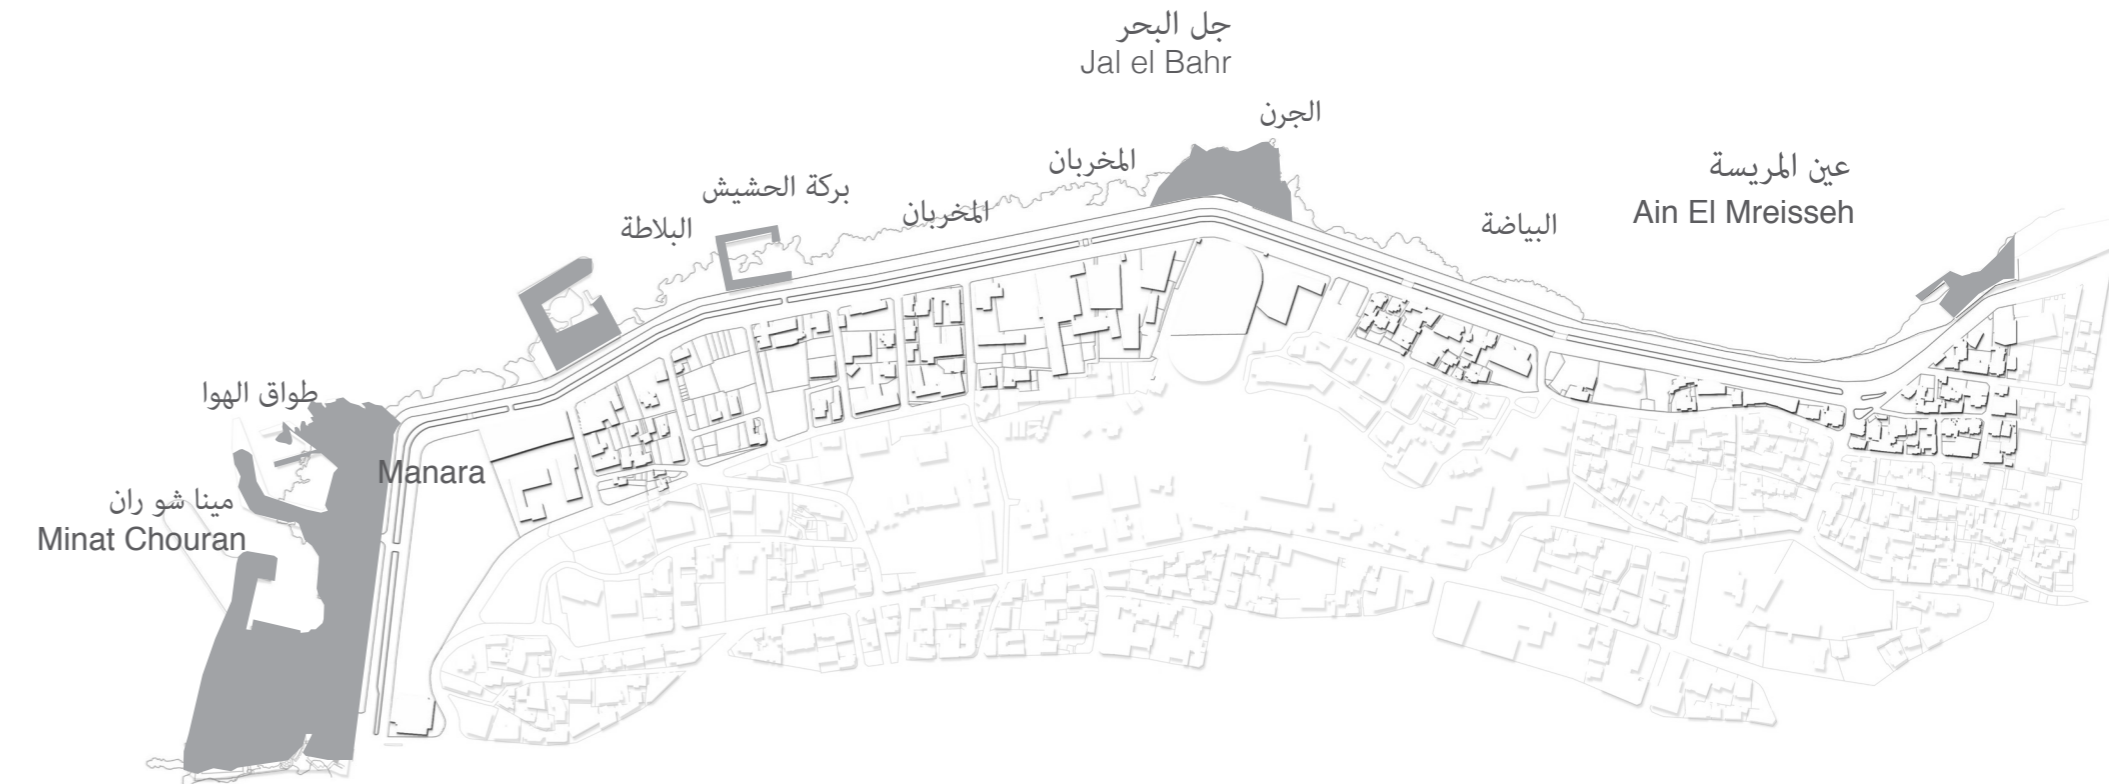 جل البحر
Jal el Bahr
الجرن
المخربان
عين المريسة
Ain El Mreisseh
بركة الحشيش
المخربان
البلاطة
البياضة
طواق الهوا
Manara
مينا شو ران
Minat Chouran